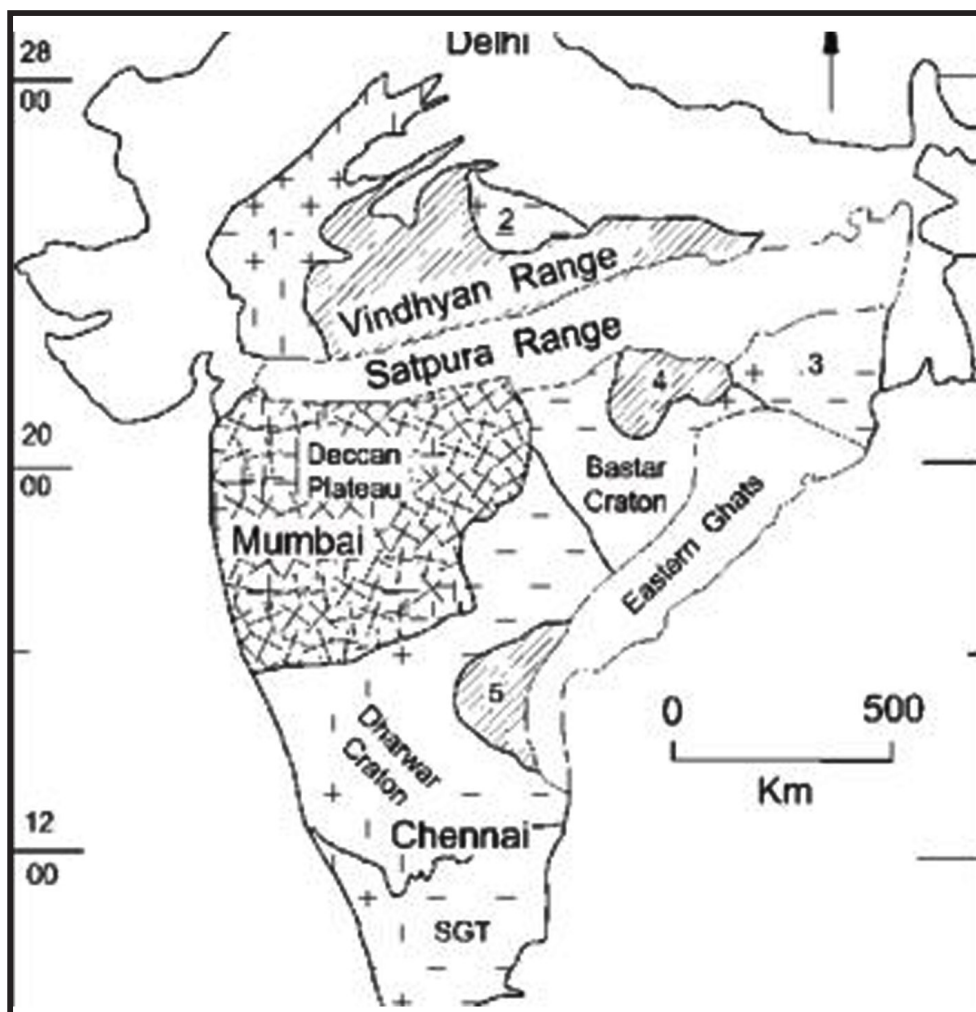 Delhi
28
00
1
2
Vindhyan Range
Satpura Range
3
4
20
00
Deccan
Plateau
Bastar
Craton
Mumbai
Eastern Ghats
5
0 500
Km
Dharwar
Craton
12
00
Chennai
SGT